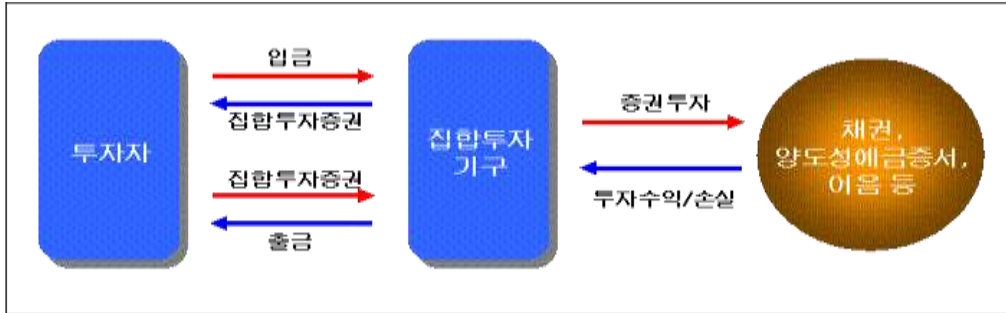 입금
집합투자증권
투자자
집합투자증권
출금
집합투자
기구
증권투자
투자수익/손실
채권,
양도성예금증서,
어음 등